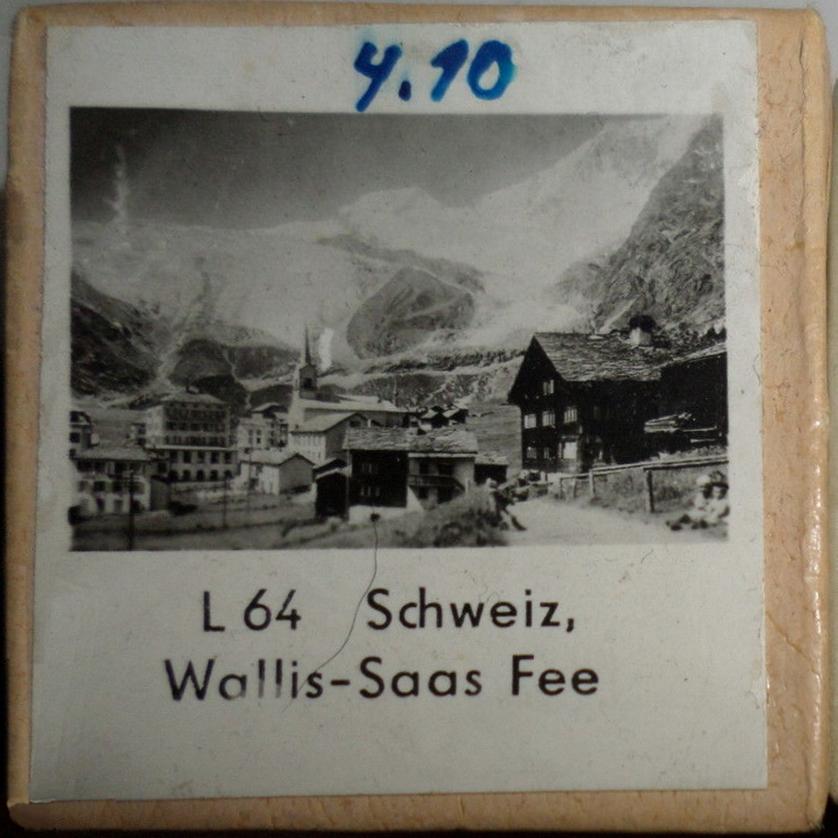 4.10
L 64 Schweiz,
Wallis-Saas Fee